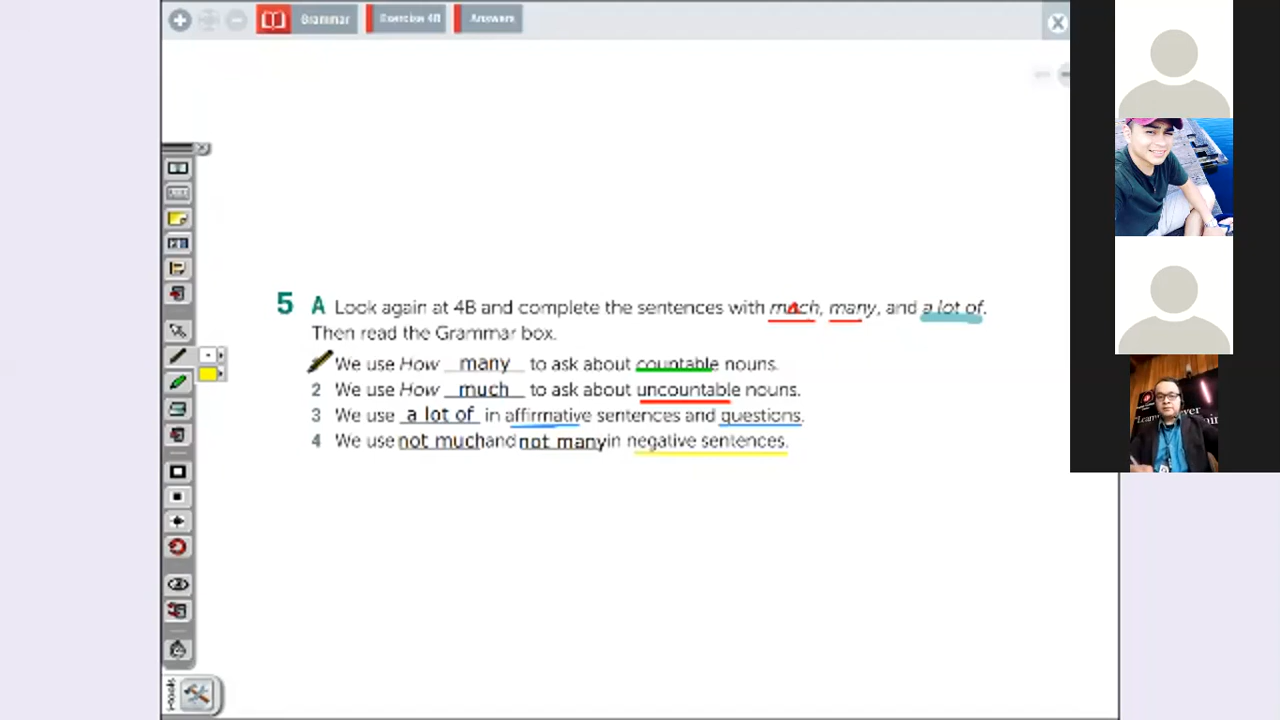 Grammar Exercise 4B Answers
5 A Look again at 4B and complete the sentences with much, many, and a lot of.
Then read the Grammar box.
We use How many to ask about countable nouns.
2 We use How much to ask about uncountable nouns.
3 We use a lot of in affirmative sentences and questions.
4 We use not much and not many in negative sentences.
i-tools